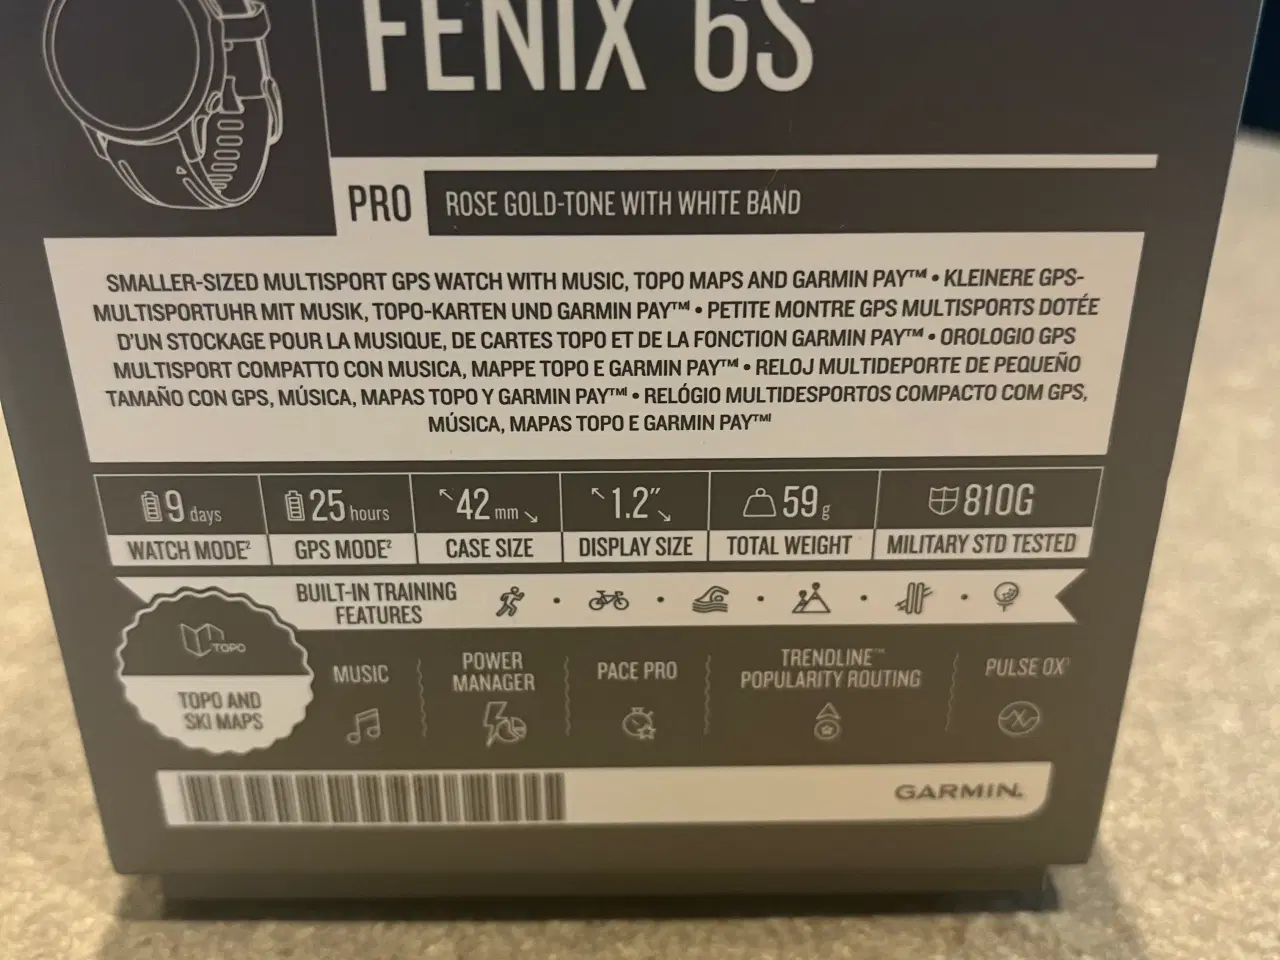 FENIX 6S
PRO
ROSE GOLD-TONE WITH WHITE BAND
SMALLER-SIZED MULTISPORT GPS WATCH WITH MUSIC, TOPO MAPS AND GARMIN PAY™ • KLEINERE GPS-
MULTISPORTUHR MIT MUSIK, TOPO-KARTEN UND GARMIN PAY™ • PETITE MONTRE GPS MULTISPORTS DOTÉE
D'UN STOCKAGE POUR LA MUSIQUE, DE CARTES TOPO ET DE LA FONCTION GARMIN PAY™ • OROLOGIO GPS
MULTISPORT COMPATTO CON MUSICA, MAPPE TOPO E GARMIN PAY™ • RELOJ MULTIDEPORTE DE PEQUEÑO
TAMAÑO CON GPS, MÚSICA, MAPAS TOPO Y GARMIN PAY™ • RELÓGIO MULTIDESPORTOS COMPACTO COM GPS,
MÚSICA, MAPAS TOPO E GARMIN PAY™
9 days
WATCH MODE²
25 hours
GPS MODE²
42 mm
CASE SIZE
1.2″
DISPLAY SIZE
59 g
TOTAL WEIGHT
810G
MILITARY STD TESTED
BUILT-IN TRAINING
FEATURES
TOPO
TOPO AND
SKI MAPS
MUSIC
POWER
MANAGER
PACE PRO
TRENDLINE™
POPULARITY ROUTING
PULSE OX¹
GARMIN.